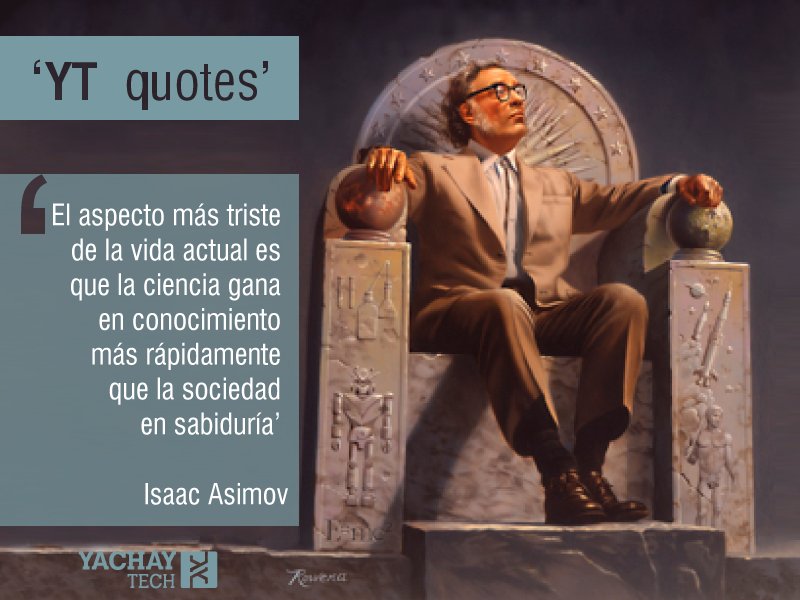 ‘YT quotes’
‘El aspecto más triste
de la vida actual es
que la ciencia gana
en conocimiento
más rápidamente
que la sociedad
en sabiduría’
Isaac Asimov
E=mc²
YACHAY
TECH
Rowena